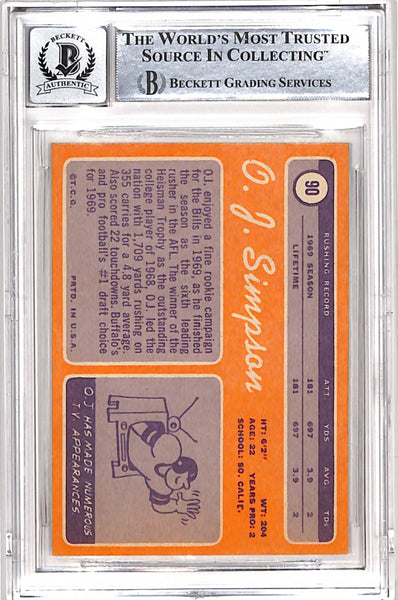 BECKETT
B
AUTHENTIC
THE WORLD'S MOST TRUSTED
SOURCE IN COLLECTING™
B BECKETT GRADING SERVICES
90
RUSHING RECORD ATT. YDS. AVG. TDs
1969 SEASON 181 697 3.9 2
LIFETIME 181 697 3.9 2
O. J. Simpson
HT: 6'2" WT: 204
AGE: 22 YEARS PRO: 2
SCHOOL: SO. CALIF.
O.J. enjoyed a fine rookie campaign
for the Bills in 1969, as he finished
the season as the sixth leading
rusher in the AFL. The winner of the
Heisman Trophy as the outstanding
college player of 1968, O.J. led the
nation with 1,709 yards rushing on
355 carries for a 4.8 yard average.
Also scored 22 touchdowns. Buffalo's
and pro football's #1 draft choice
for 1969.
© T.C.G. PRTD. IN U.S.A.
O.J. HAS MADE NUMEROUS
T.V. APPEARANCES.